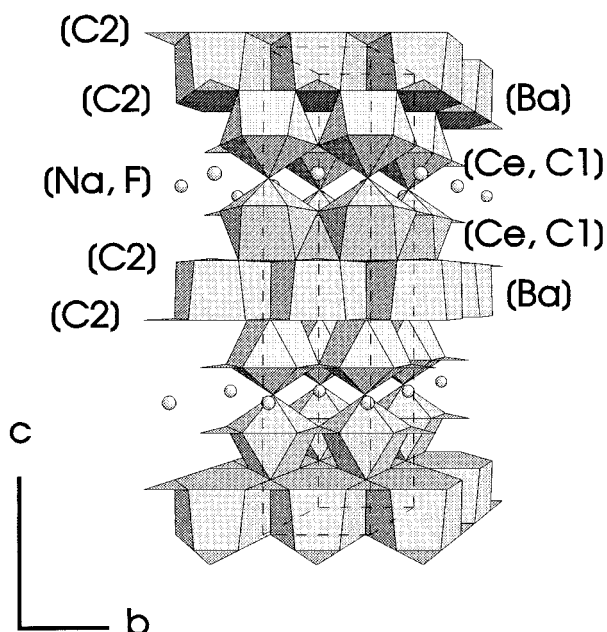 (C2)
(C2) (Ba)
(Na, F) (Ce, C1)
(Ce, C1)
(C2)
(C2) (Ba)
c
b